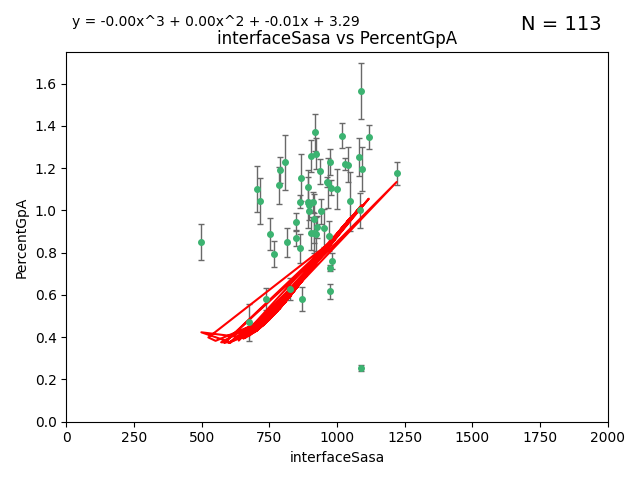 y = -0.00x^3 + 0.00x^2 + -0.01x + 3.29
N = 113
interfaceSasa vs PercentGpA
PercentGpA
1.6
1.4
1.2
1.0
0.8
0.6
0.4
0.2
0.0
0 250 500 750 1000 1250 1500 1750 2000
interfaceSasa